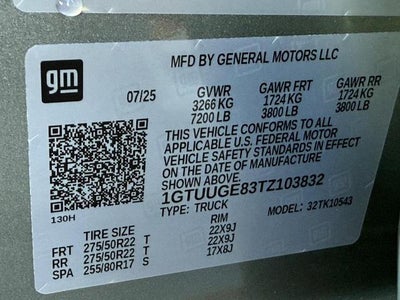 gm
MFD BY GENERAL MOTORS LLC
07/25 GVWR GAWR FRT GAWR RR
3266 KG 1724 KG 1724 KG
7200 LB 3800 LB 3800 LB
THIS VEHICLE CONFORMS TO ALL
APPLICABLE U.S. FEDERAL MOTOR
VEHICLE SAFETY STANDARDS IN EFFECT
ON THE DATE OF MANUFACTURE
1GTUUGE83TZ103832
TYPE: TRUCK MODEL: 32TK10543
130H
TIRE SIZE RIM
FRT 275/50R22 T 22X9J
RR 275/50R22 T 22X9J
SPA 255/80R17 S 17X8J